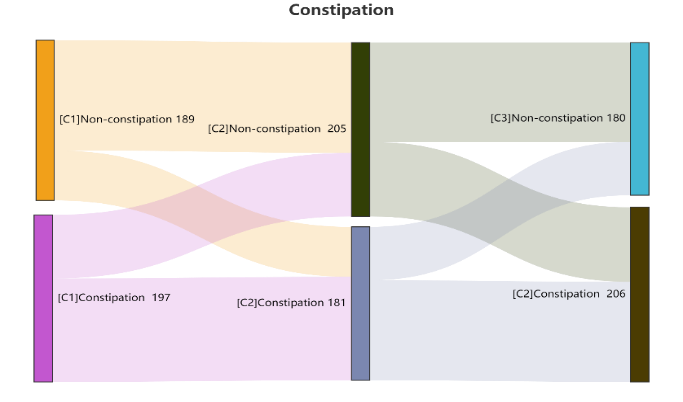 Constipation
[C1]Non-constipation 189
[C2]Non-constipation  205
[C3]Non-constipation 180
[C1]Constipation  197
[C2]Constipation 181
[C2]Constipation  206